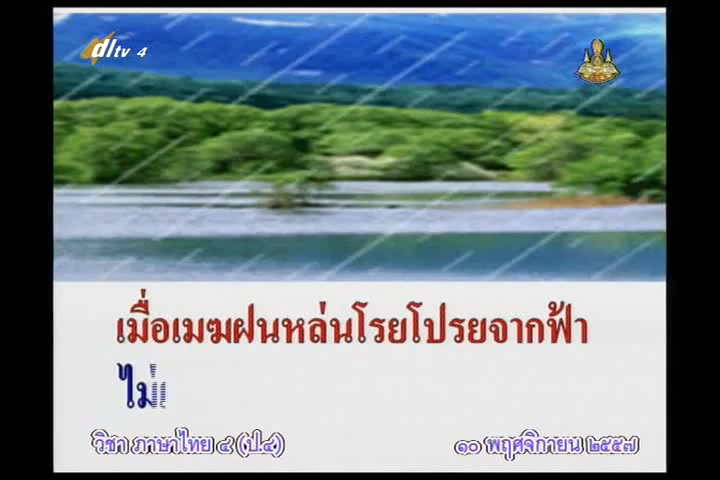 dltv 4
เมื่อเมฆฝนหล่นโรยโปรยจากฟ้า
ไม่
วิชา ภาษาไทย ๔ (ป.๔)
๑๐ พฤศจิกายน ๒๕๕๗